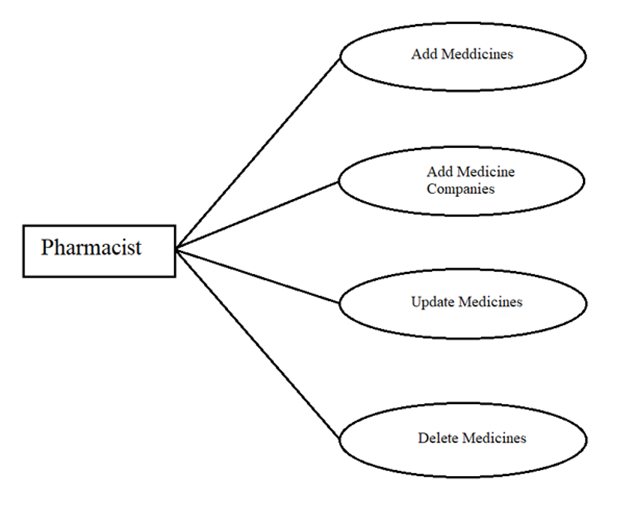 Add Meddicines
Add Medicine
Companies
Pharmacist
Update Medicines
Delete Medicines